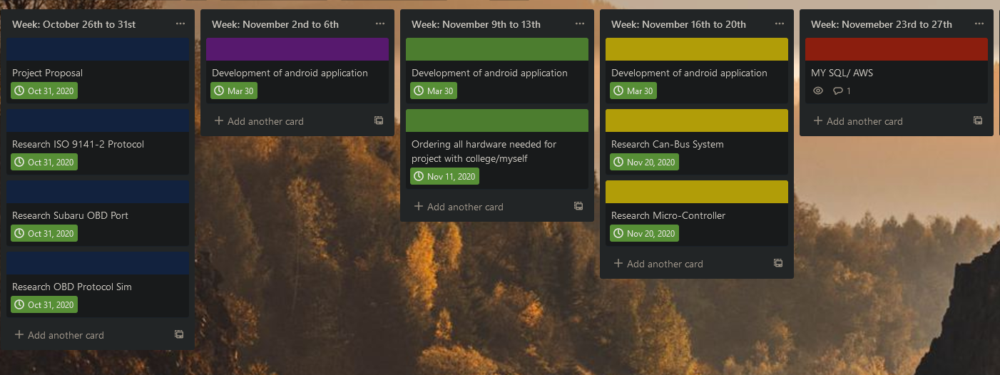 Week: October 26th to 31st
Project Proposal
Oct 31, 2020
Research ISO 9141-2 Protocol
Oct 31, 2020
Research Subaru OBD Port
Oct 31, 2020
Research OBD Protocol Sim
Oct 31, 2020
+ Add another card
Week: November 2nd to 6th
Development of android application
Mar 30
+ Add another card
Week: November 9th to 13th
Development of android application
Mar 30
Ordering all hardware needed for
project with college/myself
Nov 11, 2020
+ Add another card
Week: November 16th to 20th
Development of android application
Mar 30
Research Can-Bus System
Nov 20, 2020
Research Micro-Controller
Nov 20, 2020
+ Add another card
Week: Novemeber 23rd to 27th
MY SQL/ AWS
1
+ Add another card